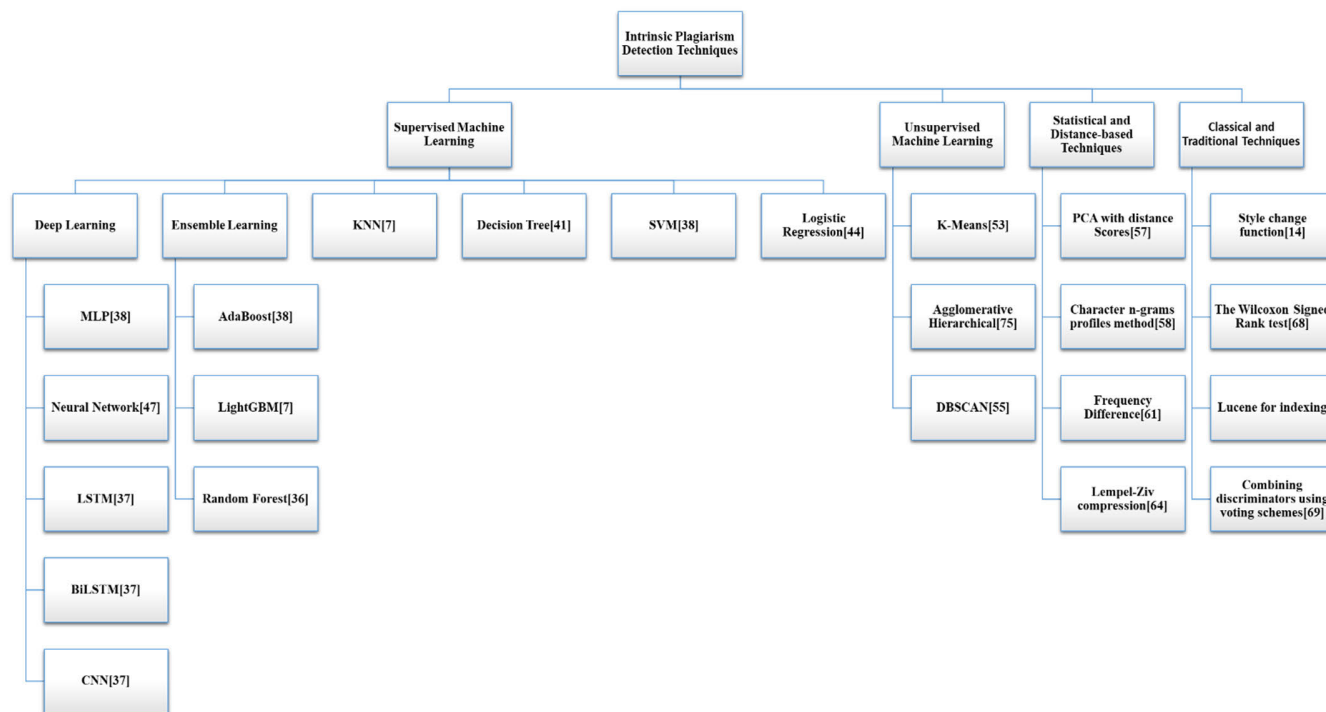 Intrinsic Plagiarism
Detection Techniques
Supervised Machine
Learning
Unsupervised
Machine Learning
Statistical and
Distance-based
Techniques
Classical and
Traditional Techniques
Deep Learning
Ensemble Learning
KNN[7]
Decision Tree[41]
SVM[38]
Logistic
Regression[44]
K-Means[53]
PCA with distance
Scores[57]
Style change
function[14]
MLP[38]
AdaBoost[38]
Agglomerative
Hierarchical[75]
Character n-grams
profiles method[58]
The Wilcoxon Signed
Rank test[68]
Neural Network[47]
LightGBM[7]
DBSCAN[55]
Frequency
Difference[61]
Lucene for indexing
LSTM[37]
Random Forest[36]
Lempel-Ziv
compression[64]
Combining
discriminators using
voting schemes[69]
BiLSTM[37]
CNN[37]